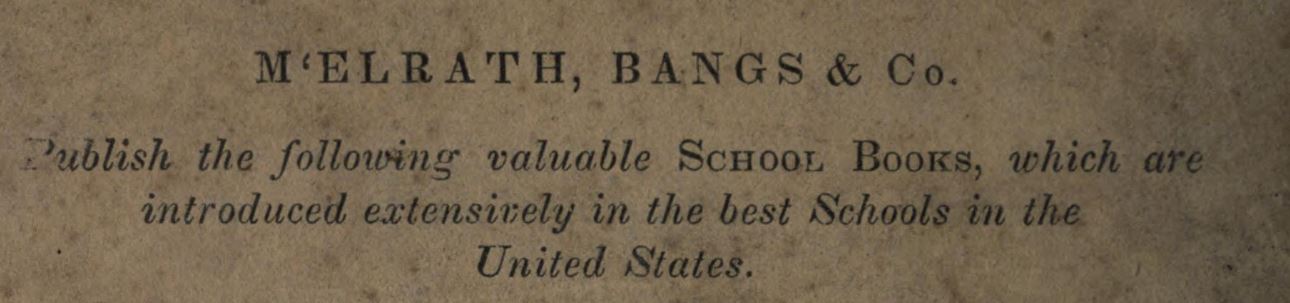 M‘ELRATH, BANGS & Co.
Publish the following valuable SCHOOL BOOKS, which are
introduced extensively in the best Schools in the
United States.